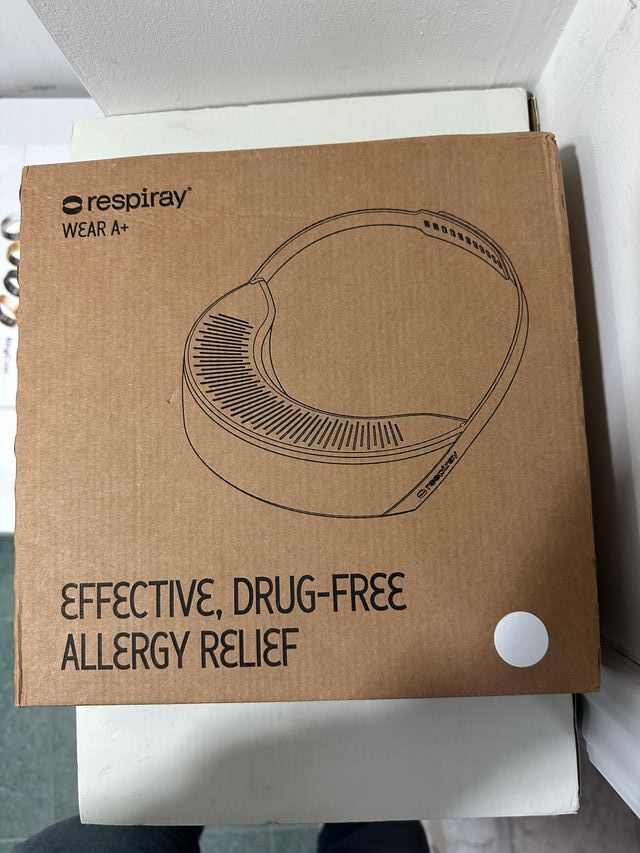 respiray®
WEAR A+
respiray
EFFECTIVE, DRUG-FREE
ALLERGY RELIEF